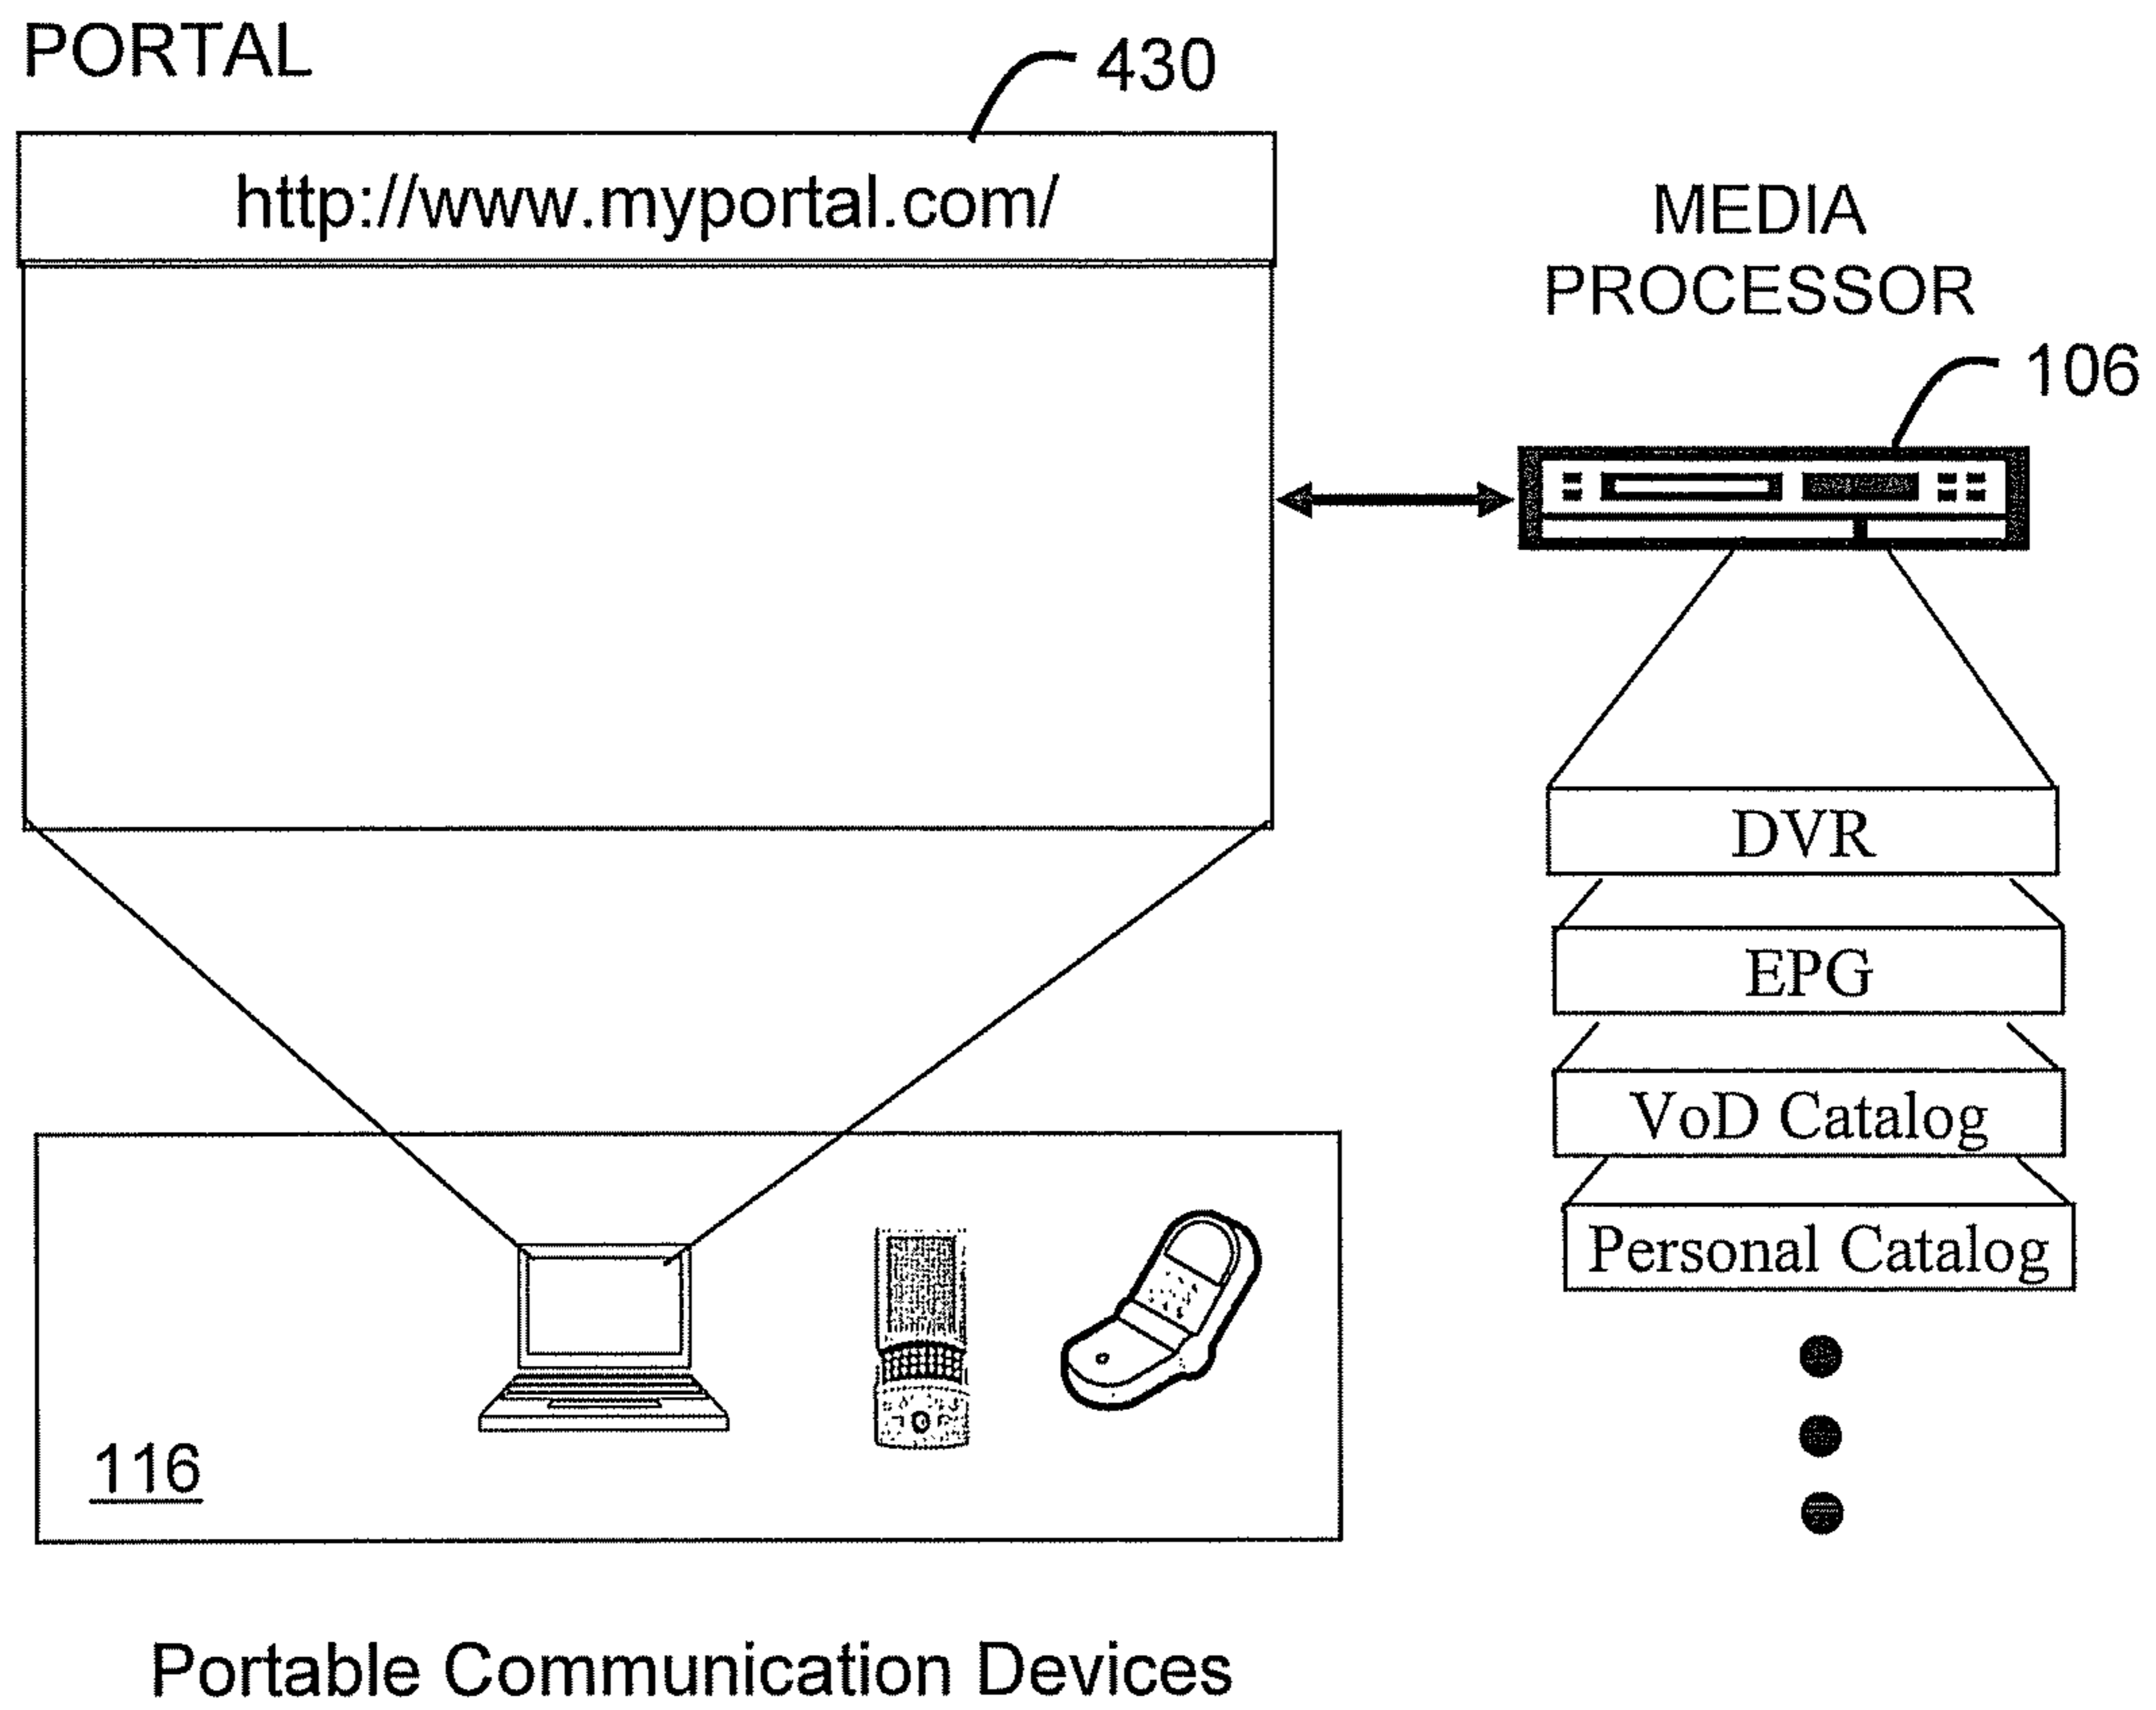 PORTAL
430
http://www.myportal.com/
MEDIA
PROCESSOR
106
DVR
EPG
VoD Catalog
Personal Catalog
116
Portable Communication Devices